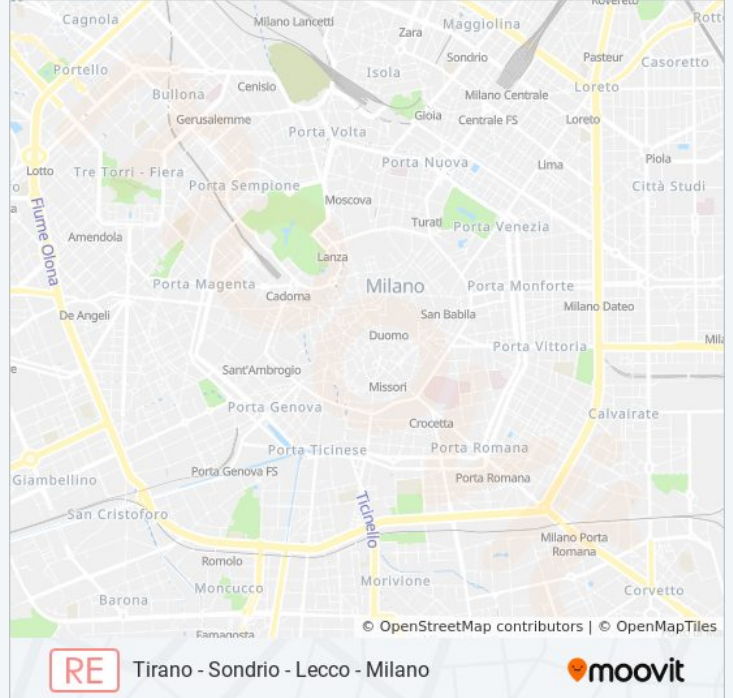 Rovereto
Cagnola
Milano Lancetti
Maggiolina
Zara
Sondrio
Pasteur
Casoretto
Portello
Isola
Cenisio
Bullona
Milano Centrale
Loreto
Gerusalemme
Gioia
Centrale FS
Loreto
Porta Volta
Lotto
Tre Torri - Fiera
Porta Nuova
Lima
Piola
Porta Sempione
Città Studi
Moscova
Turati
Porta Venezia
Fiume Olona
Amendola
Lanza
Porta Magenta
Cadorna
Milano
Porta Monforte
De Angeli
San Babila
Milano Dateo
Duomo
Porta Vittoria
Sant'Ambrogio
Missori
Porta Genova
Crocetta
Calvairate
Porta Ticinese
Porta Romana
Giambellino
Porta Genova FS
Porta Romana
San Cristoforo
Ticinello
Milano Porta
Romana
Romolo
Moncucco
Morivione
Corvetto
Barona
Famagosta
© OpenStreetMap contributors | © OpenMapTiles
RE
Tirano - Sondrio - Lecco - Milano
moovit